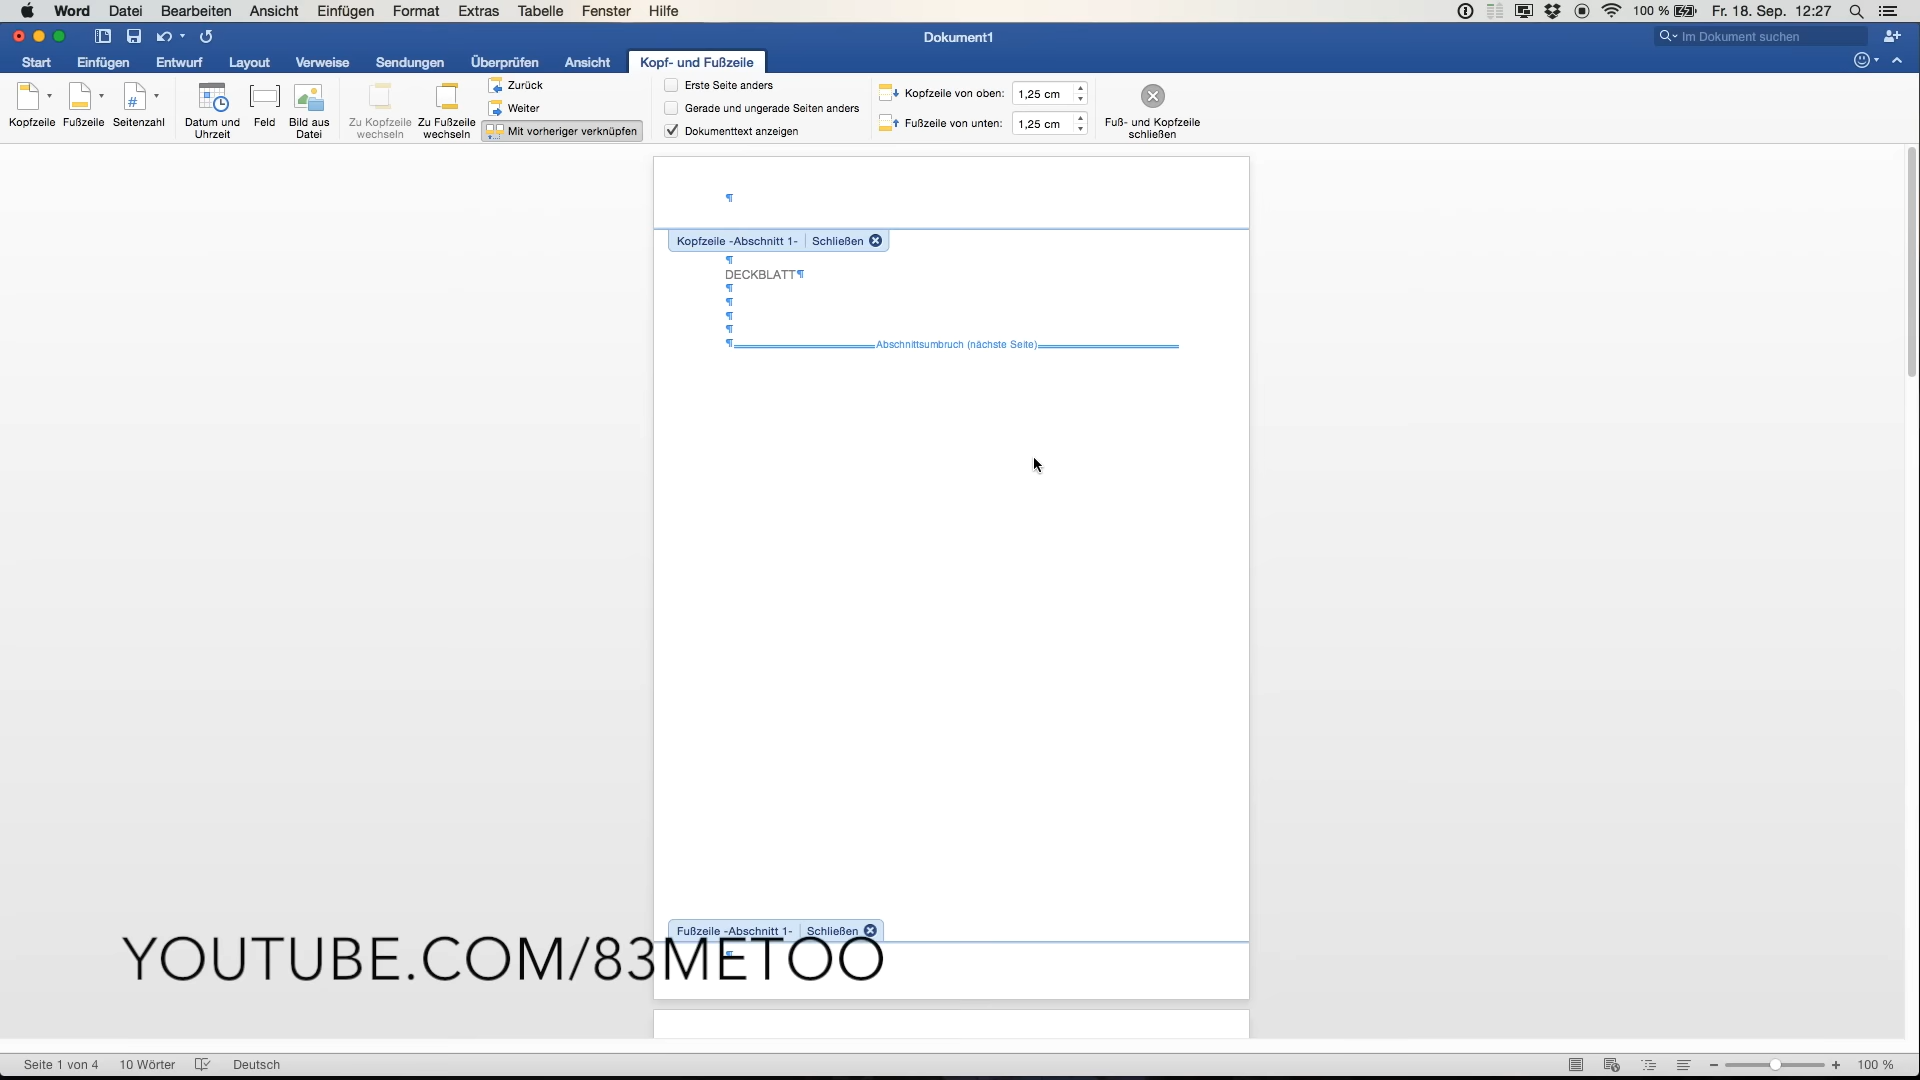 Word Datei Bearbeiten Ansicht Einfügen Format Extras Tabelle Fenster Hilfe 100 % Fr. 18. Sep. 12:27
Dokument1 Im Dokument suchen
Start Einfügen Entwurf Layout Verweise Sendungen Überprüfen Ansicht Kopf- und Fußzeile
Kopfzeile Fußzeile # Seitenzahl
Datum und Uhrzeit
Feld
Bild aus Datei
Zu Kopfzeile wechseln
Zu Fußzeile wechseln
Zurück
Weiter
Mit vorheriger verknüpfen
Erste Seite anders
Gerade und ungerade Seiten anders
Dokumenttext anzeigen
Kopfzeile von oben: 1,25 cm
Fußzeile von unten: 1,25 cm
Fuß- und Kopfzeile schließen
¶
Kopfzeile -Abschnitt 1- Schließen
¶
DECKBLATT¶
¶
¶
¶
¶
¶ Abschnittsumbruch (nächste Seite)
Fußzeile -Abschnitt 1- Schließen
¶
YOUTUBE.COM/83METOO
Seite 1 von 4 10 Wörter Deutsch 100 %